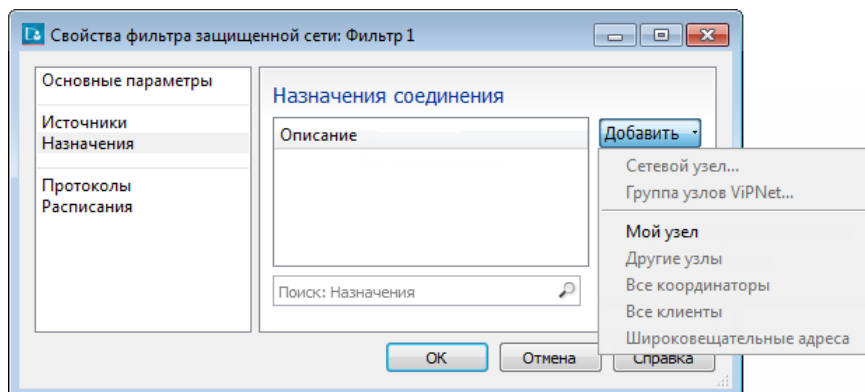 Свойства фильтра защищенной сети: Фильтр 1
Основные параметры
Источники
Назначения
Протоколы
Расписания
Назначения соединения
Описание
Добавить
Сетевой узел...
Группа узлов ViPNet...
Мой узел
Другие узлы
Все координаторы
Все клиенты
Широковещательные адреса
Поиск: Назначения
ОК
Отмена
Справка